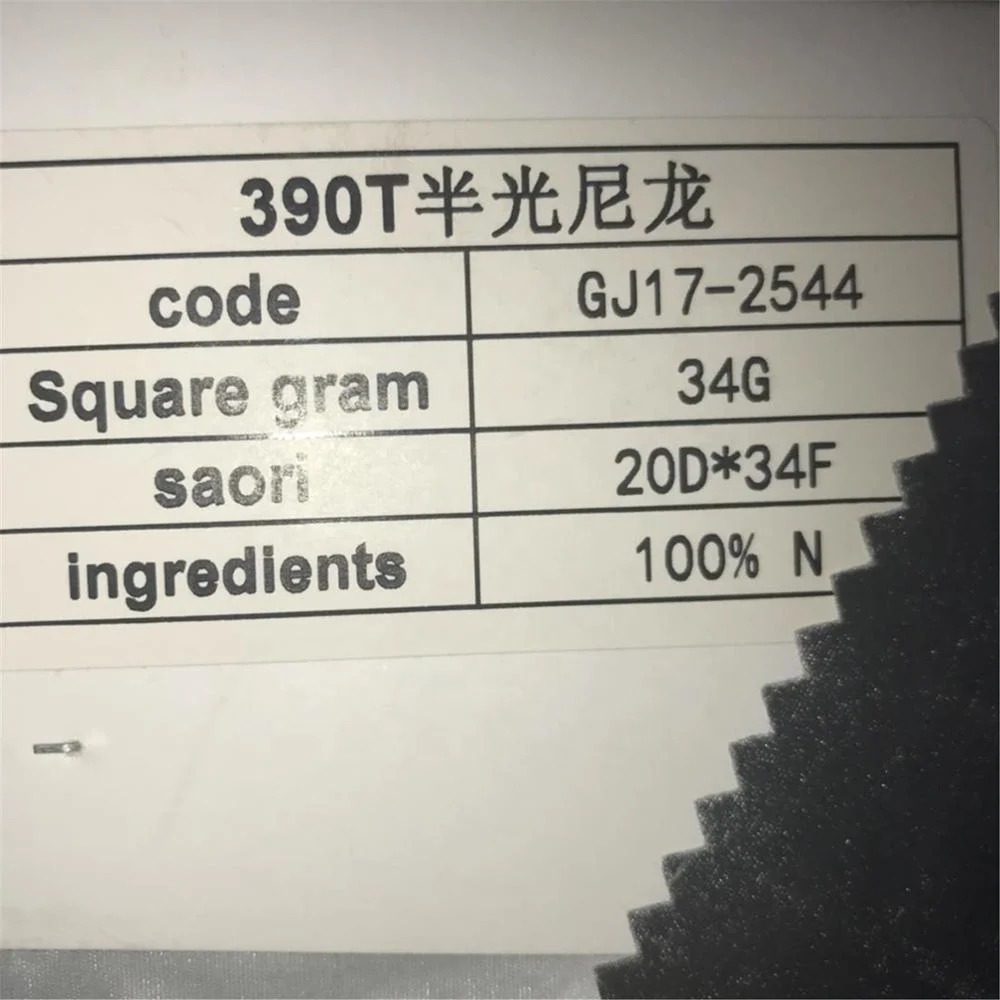 390T半光尼龙
code GJ17-2544
Square gram 34G
saori 20D*34F
ingredients 100% N